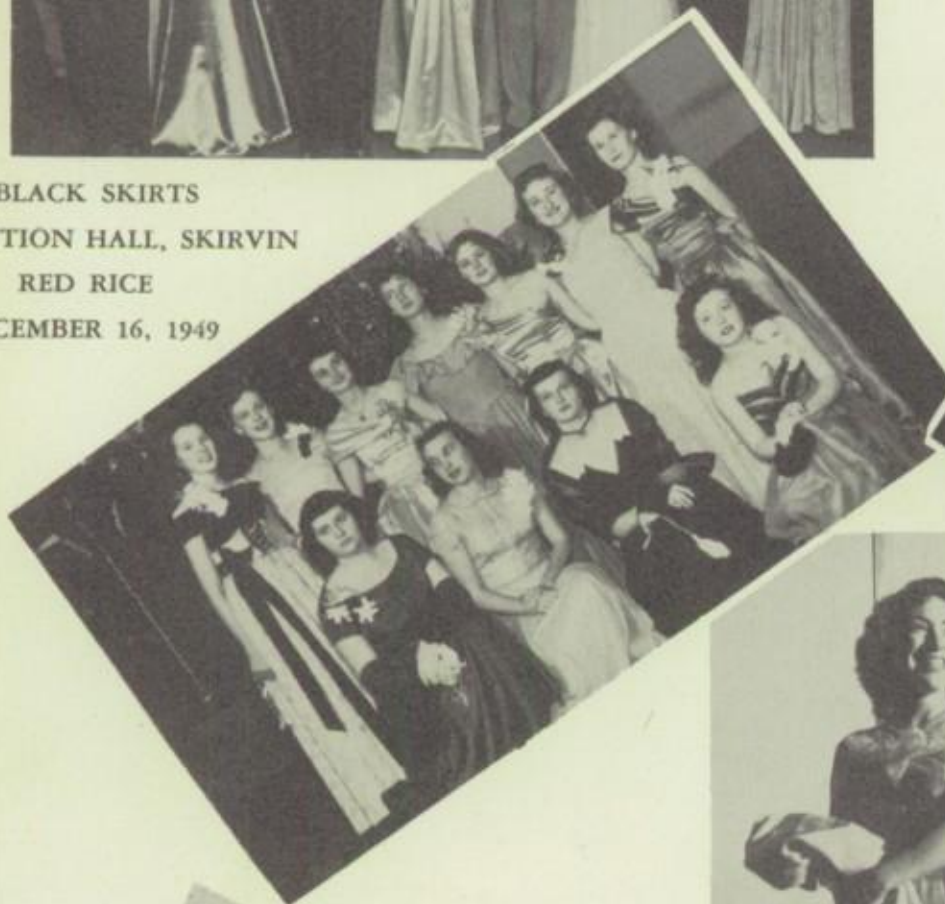 BLACK SKIRTS
TION HALL, SKIRVIN
RED RICE
CEMBER 16, 1949